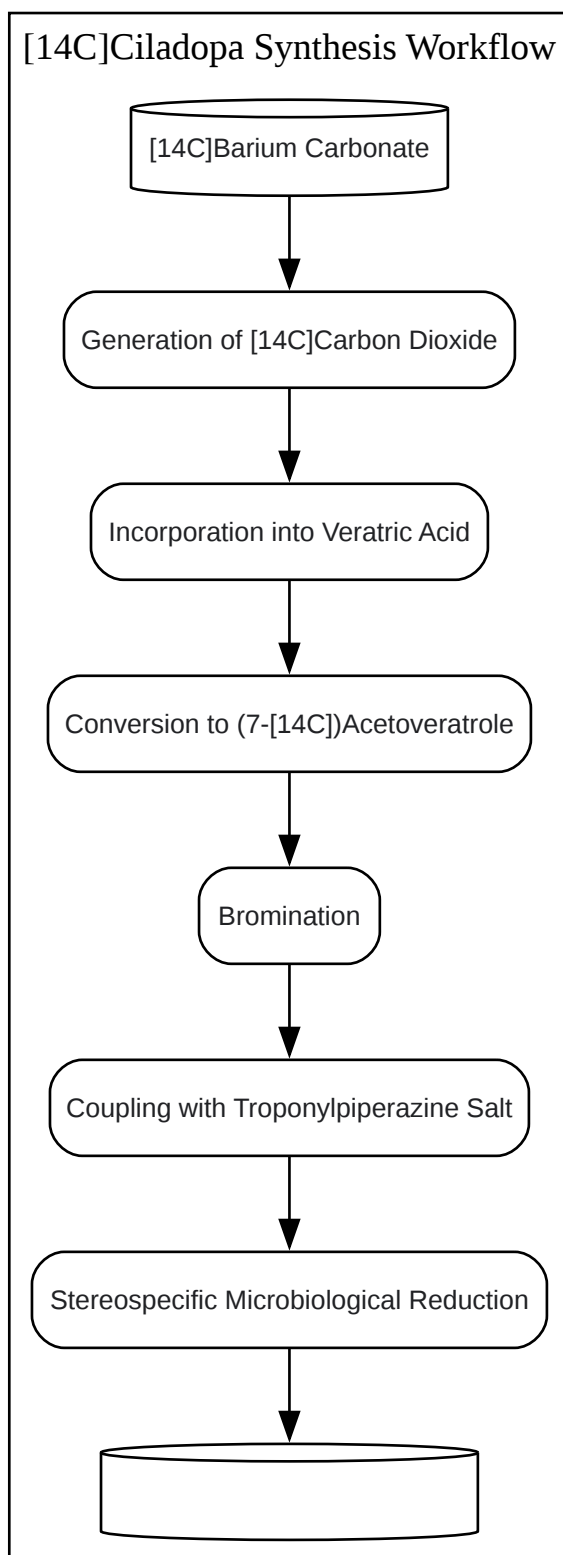 [14C]Ciladopa Synthesis Workflow
[14C]Barium Carbonate
Generation of [14C]Carbon Dioxide
Incorporation into Veratric Acid
Conversion to (7-[14C])Acetoveratrole
Bromination
Coupling with Troponylpiperazine Salt
Stereospecific Microbiological Reduction